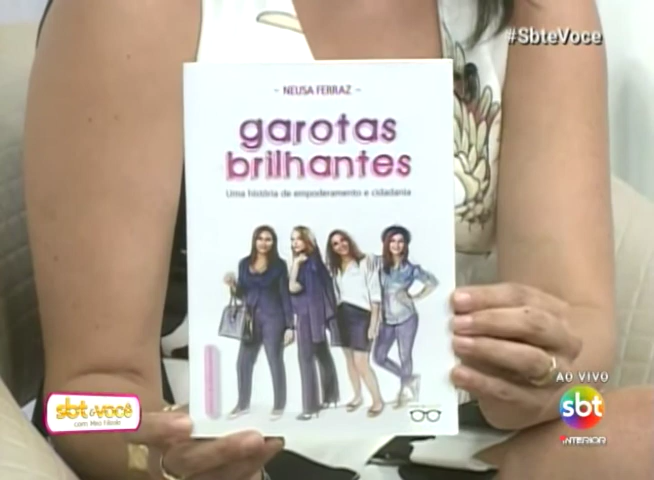 #SbteVoce
~ NEUSA FERRAZ ~
garotas
brilhantes
Uma história de empoderamento e cidadania
AO VIVO
sbt
INTERIOR
sbt & você